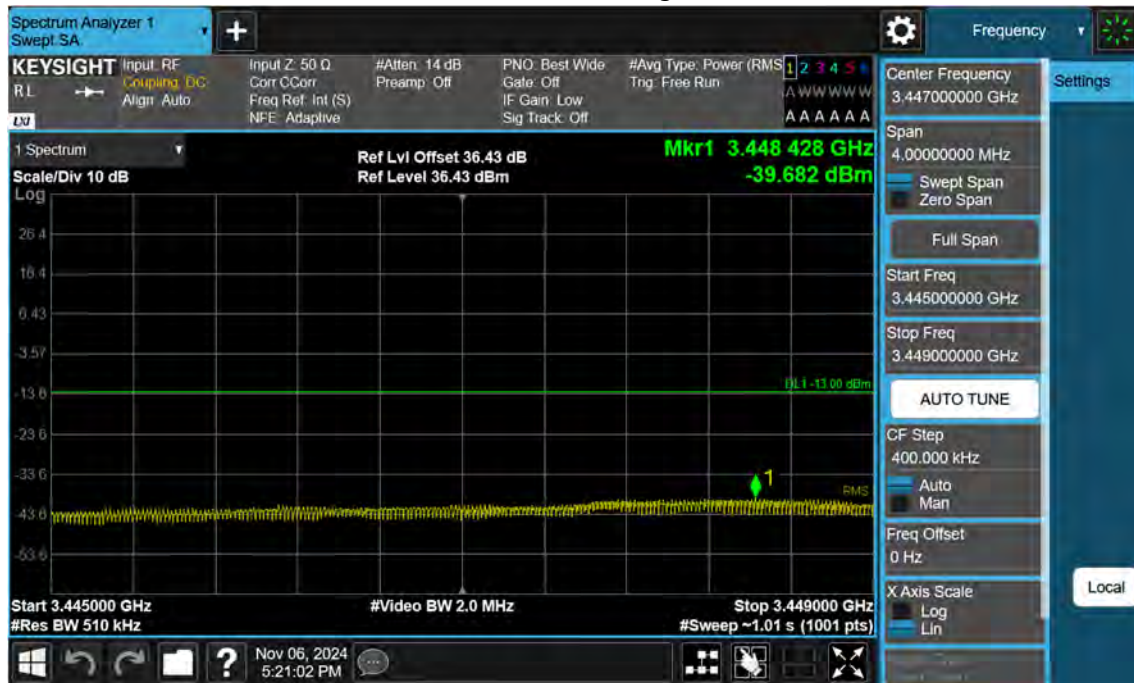 Spectrum Analyzer 1
Swept SA
Frequency
KEYSIGHT
RL
LXI
Input: RF
Coupling: DC
Align: Auto
Input Z: 50 Ω
Corr CCorr
Freq Ref: Int (S)
NFE: Adaptive
#Atten: 14 dB
Preamp: Off
PNO: Best Wide
Gate: Off
IF Gain: Low
Sig Track: Off
#Avg Type: Power (RMS
Trig: Free Run
1 2 3 4 5 6
A W W W W W
A A A A A A
1 Spectrum
Scale/Div 10 dB
Log
Ref Lvl Offset 36.43 dB
Ref Level 36.43 dBm
Mkr1 3.448 428 GHz
-39.682 dBm
26.4
16.4
6.43
-3.57
-13.6
-23.6
-33.6
-43.6
-53.6
DL1 -13.00 dBm
1
RMS
Start 3.445000 GHz
#Res BW 510 kHz
#Video BW 2.0 MHz
Stop 3.449000 GHz
#Sweep ~1.01 s (1001 pts)
Center Frequency
3.447000000 GHz
Span
4.00000000 MHz
Swept Span
Zero Span
Full Span
Start Freq
3.445000000 GHz
Stop Freq
3.449000000 GHz
AUTO TUNE
CF Step
400.000 kHz
Auto
Man
Freq Offset
0 Hz
X Axis Scale
Log
Lin
Settings
Local
?
Nov 06, 2024
5:21:02 PM